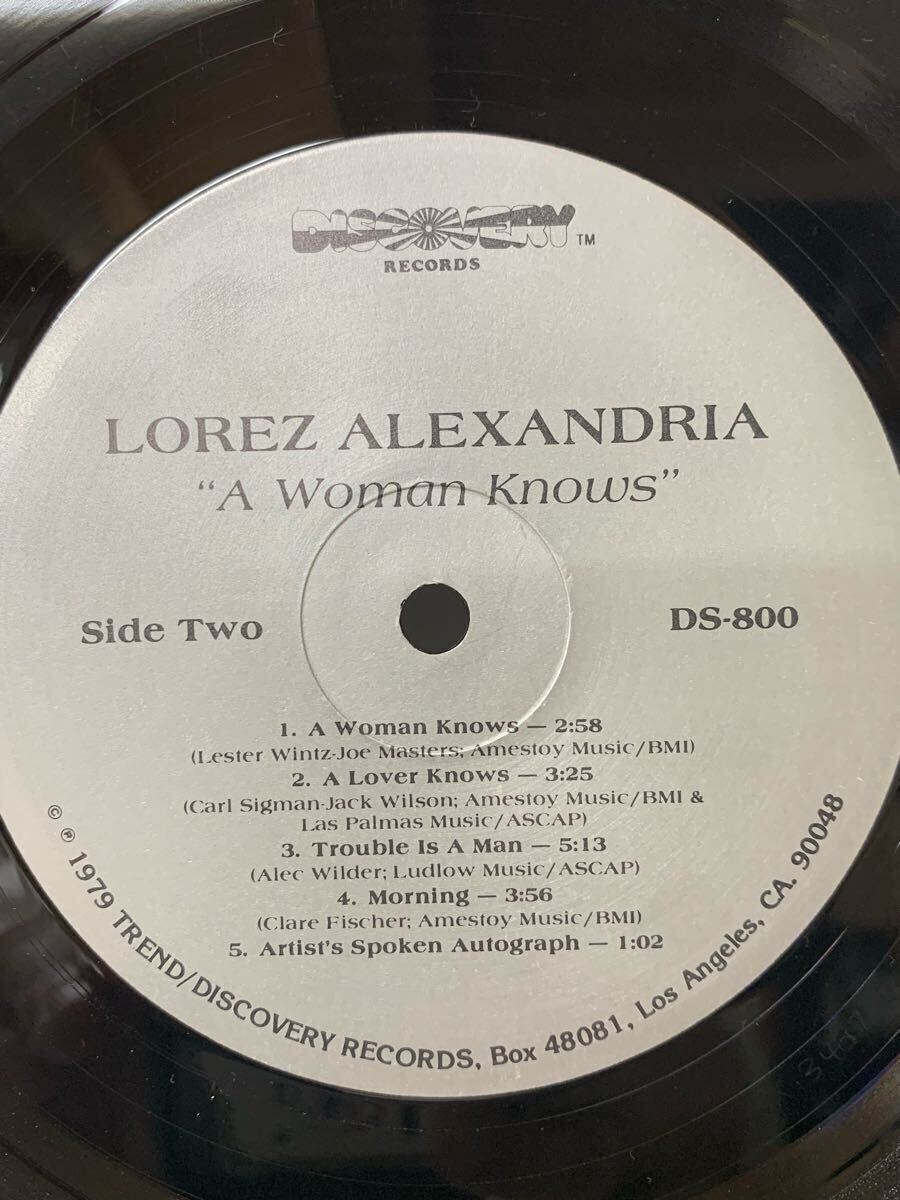 DISCOVERY TM
RECORDS
LOREZ ALEXANDRIA
“A Woman Knows”
Side Two
DS-800
1. A Woman Knows — 2:58
(Lester Wintz-Joe Masters; Amestoy Music/BMI)
2. A Lover Knows — 3:25
(Carl Sigman-Jack Wilson; Amestoy Music/BMI &
Las Palmas Music/ASCAP)
3. Trouble Is A Man — 5:13
(Alec Wilder; Ludlow Music/ASCAP)
4. Morning — 3:56
(Clare Fischer; Amestoy Music/BMI)
5. Artist's Spoken Autograph — 1:02
© ℗ 1979 TREND/DISCOVERY RECORDS, Box 48081, Los Angeles, CA. 90048